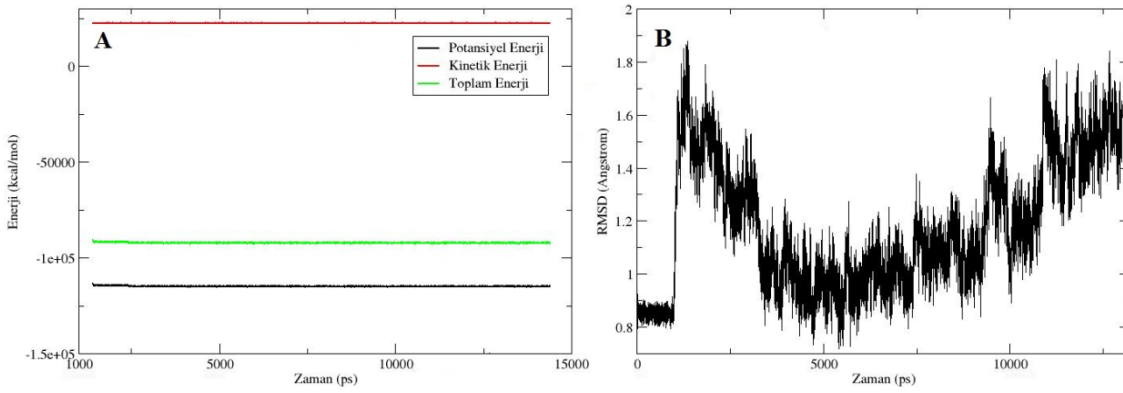 A
Potansiyel Enerji
Kinetik Enerji
Toplam Enerji
0
-50000
-1e+05
-1.5e+05
Enerji (kcal/mol)
1000
5000
10000
15000
Zaman (ps)
B
2
1.8
1.6
1.4
1.2
1
0.8
RMSD (Angstrom)
0
5000
10000
Zaman (ps)